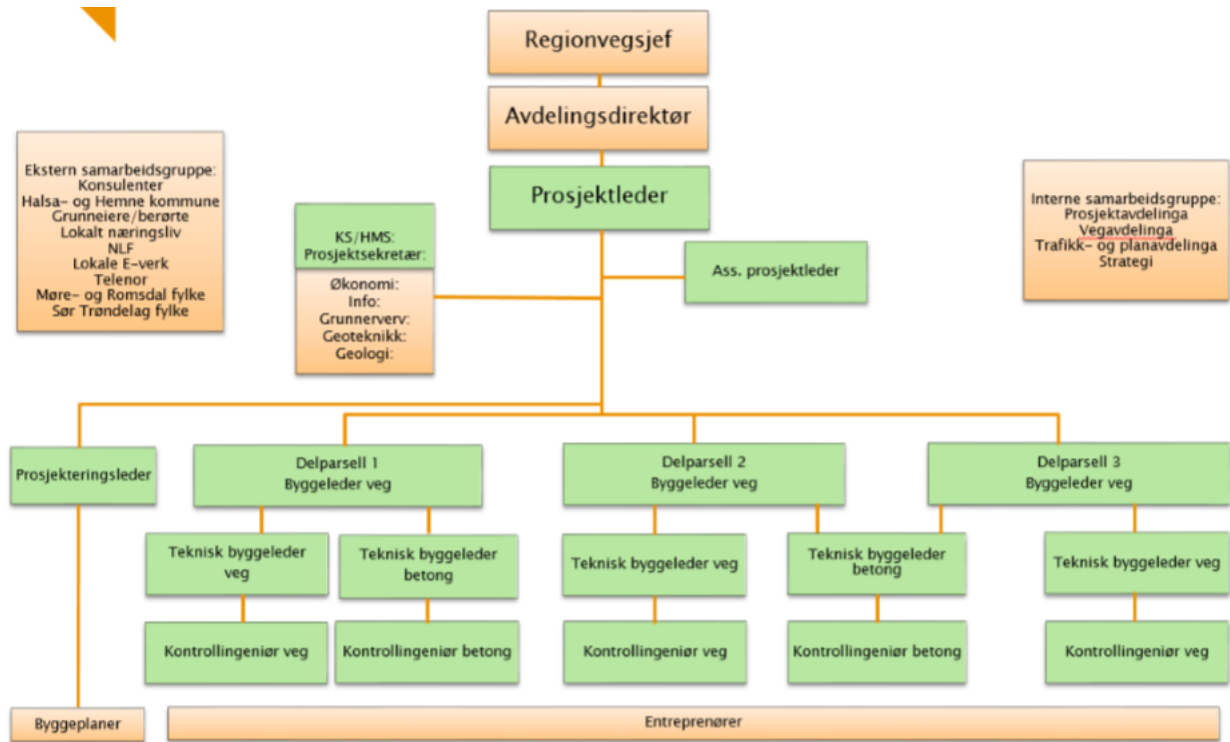 Regionvegsjef
Avdelingsdirektør
Prosjektleder
Ekstern samarbeidsgruppe:
Konsulenter
Halsa- og Hemne kommune
Grunneiere/berørte
Lokalt næringsliv
NLF
Lokale E-verk
Telenor
Møre- og Romsdal fylke
Sør Trøndelag fylke
KS/HMS:
Prosjektsekretær:
Økonomi:
Info:
Grunnerverv:
Geoteknikk:
Geologi:
Ass. prosjektleder
Interne samarbeidsgruppe:
Prosjektavdelinga
Vegavdelinga
Trafikk- og planavdelinga
Strategi
Prosjekteringsleder
Delparsell 1
Byggeleder veg
Delparsell 2
Byggeleder veg
Delparsell 3
Byggeleder veg
Teknisk byggeleder
veg
Teknisk byggeleder
betong
Teknisk byggeleder veg
Teknisk byggeleder
betong
Teknisk byggeleder veg
Kontrollingeniør veg
Kontrollingeniør betong
Kontrollingeniør veg
Kontrollingeniør betong
Kontrollingeniør veg
Byggeplaner
Entreprenører